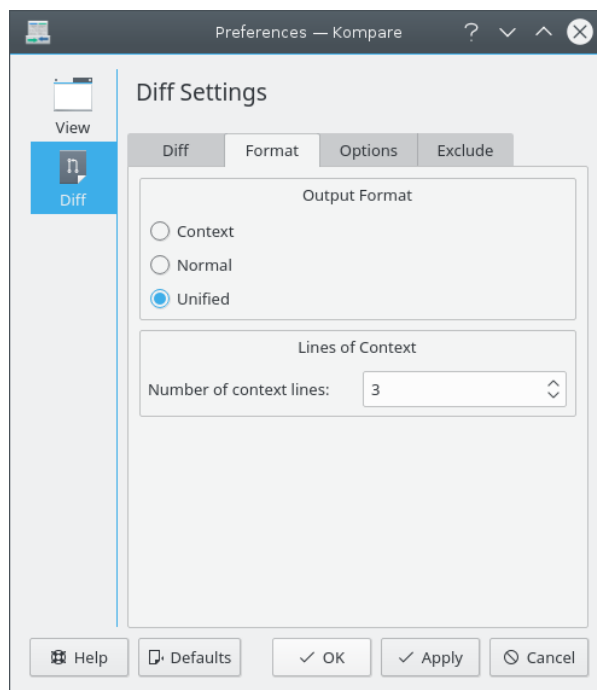 Preferences — Kompare
View
Diff
Diff Settings
Diff Format Options Exclude
Output Format
Context
Normal
Unified
Lines of Context
Number of context lines: 3
Help Defaults OK Apply Cancel